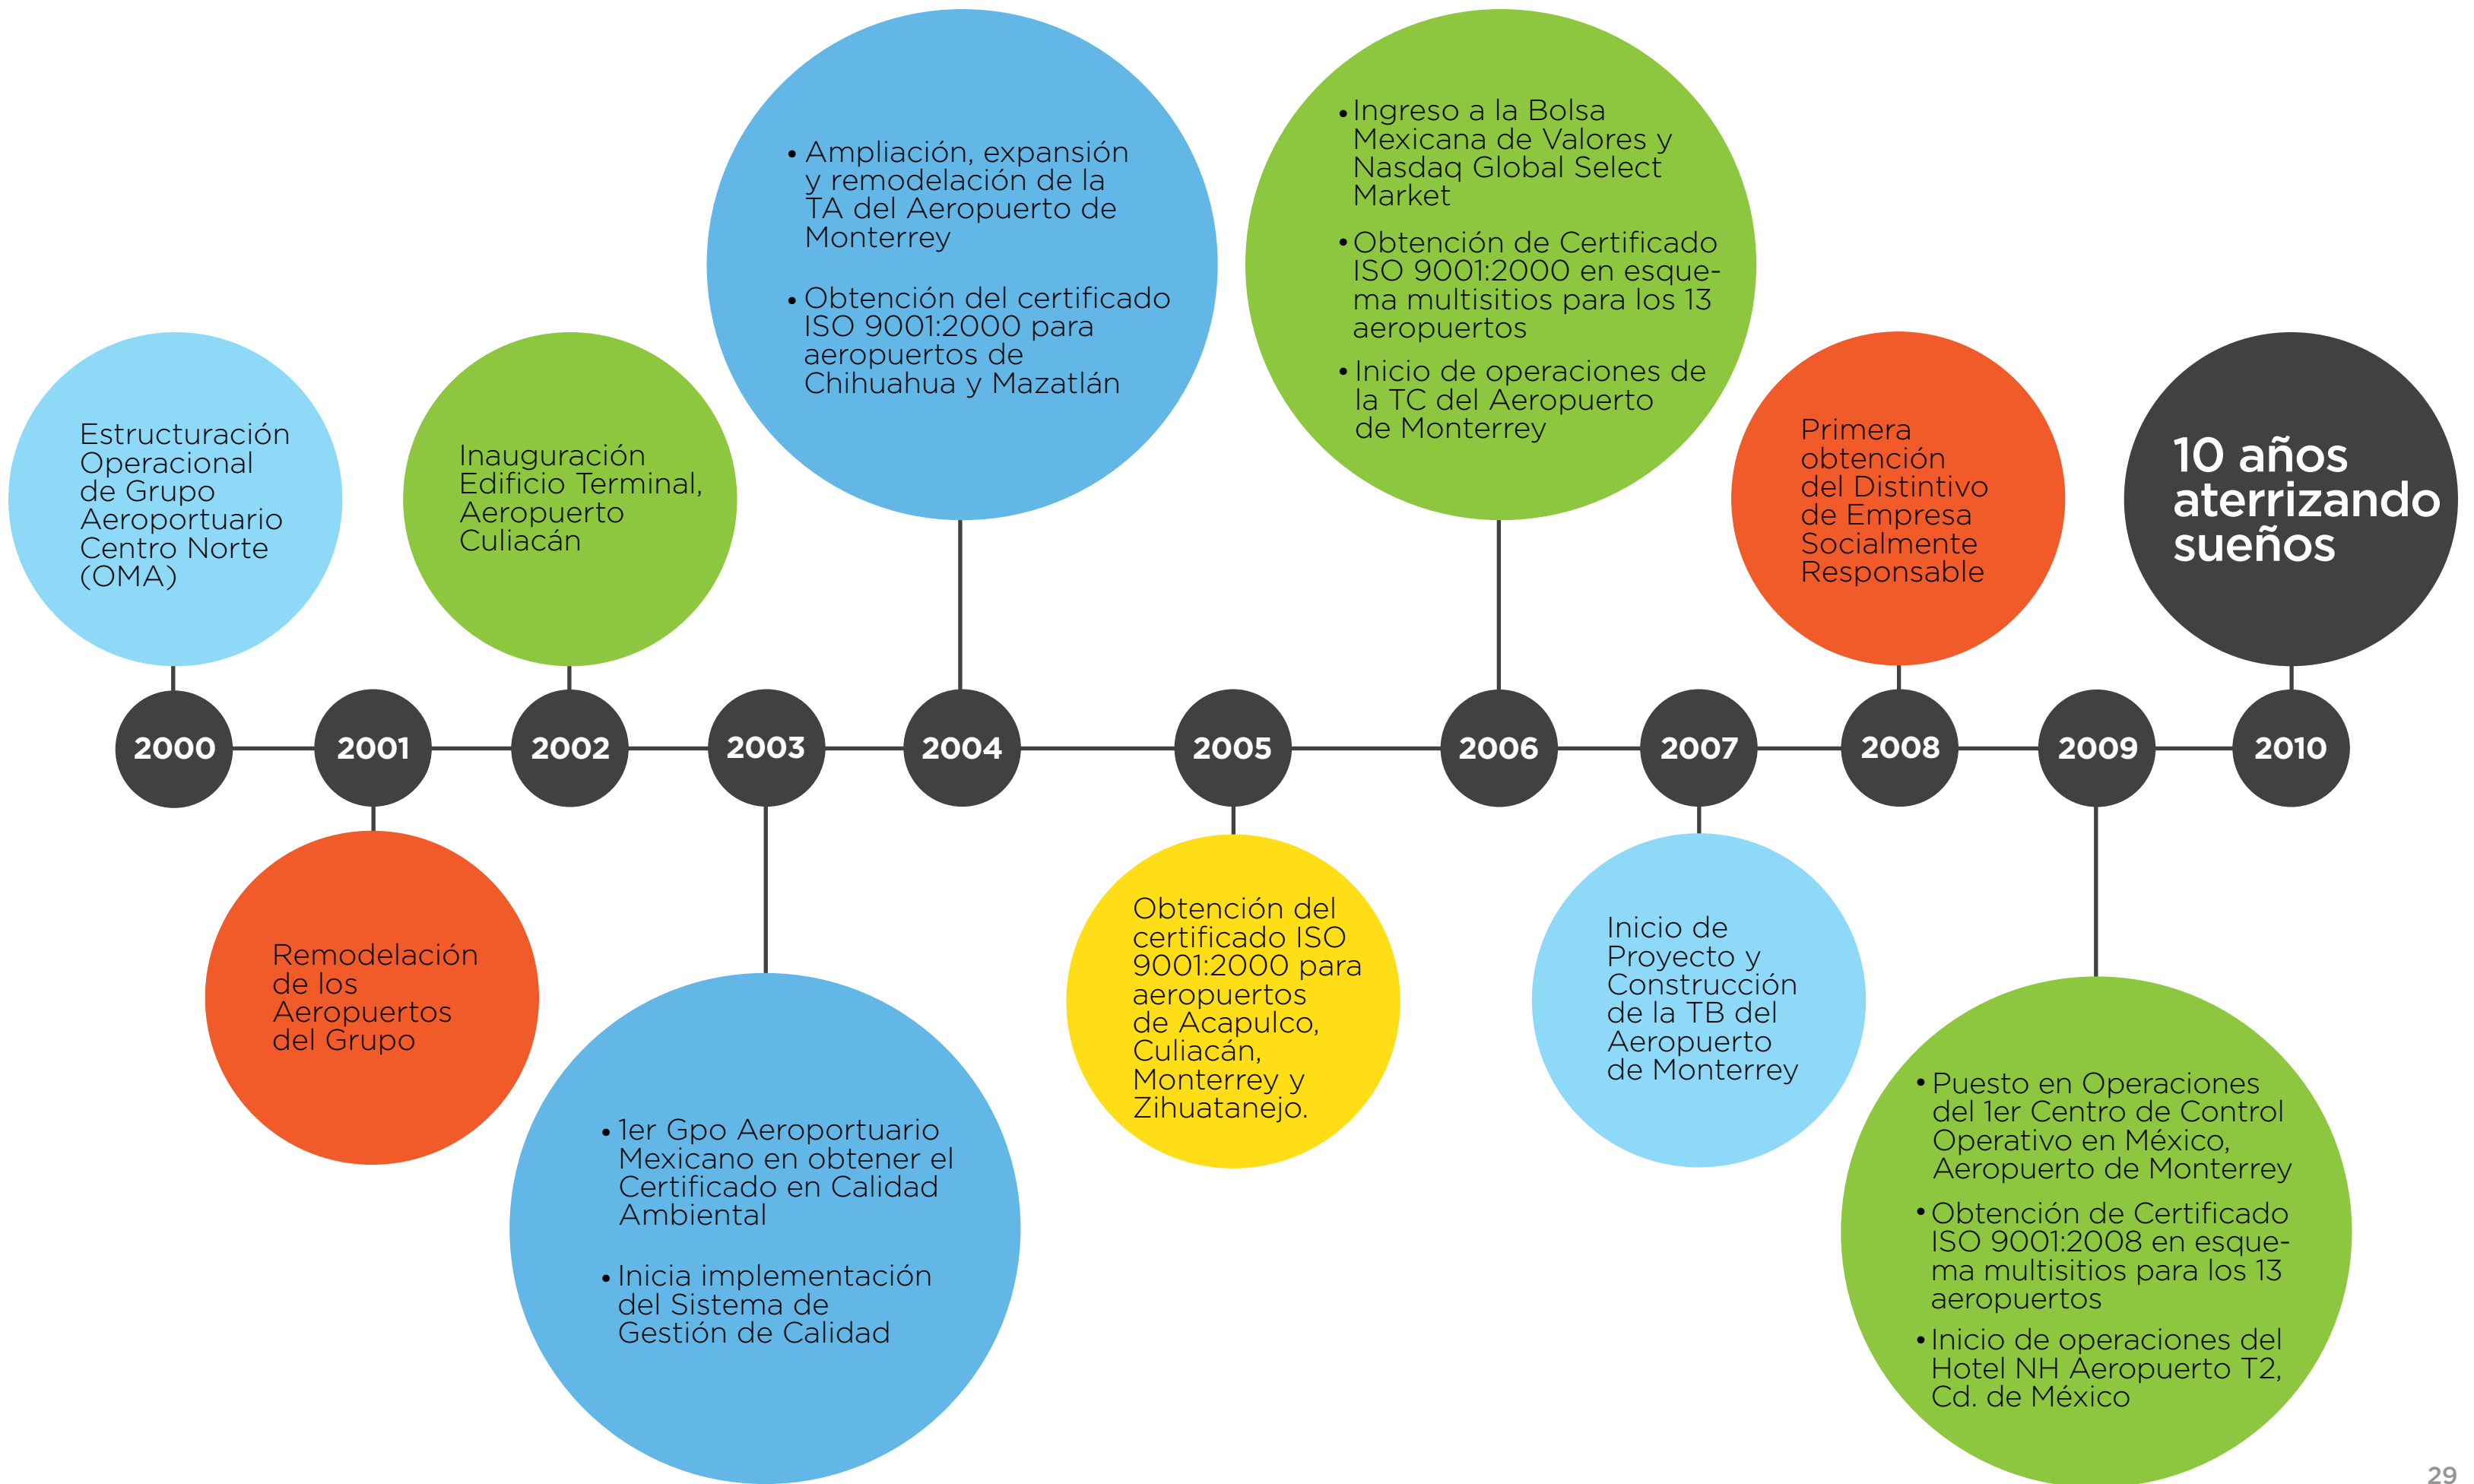 Estructuración
Operacional
de Grupo
Aeroportuario
Centro Norte
(OMA)
Inauguración
Edificio Terminal,
Aeropuerto
Culiacán
• Ampliación, expansión
y remodelación de la
TA del Aeropuerto de
Monterrey
• Obtención del certificado
ISO 9001:2000 para
aeropuertos de
Chihuahua y Mazatlán
• Ingreso a la Bolsa
Mexicana de Valores y
Nasdaq Global Select
Market
• Obtención de Certificado
ISO 9001:2000 en esque-
ma multisitios para los 13
aeropuertos
• Inicio de operaciones de
la TC del Aeropuerto
de Monterrey
Primera
obtención
del Distintivo
de Empresa
Socialmente
Responsable
10 años
aterrizando
sueños
2000
2001
2002
2003
2004
2005
2006
2007
2008
2009
2010
Remodelación
de los
Aeropuertos
del Grupo
• 1er Gpo Aeroportuario
Mexicano en obtener el
Certificado en Calidad
Ambiental
• Inicia implementación
del Sistema de
Gestión de Calidad
Obtención del
certificado ISO
9001:2000 para
aeropuertos
de Acapulco,
Culiacán,
Monterrey y
Zihuatanejo.
Inicio de
Proyecto y
Construcción
de la TB del
Aeropuerto
de Monterrey
• Puesto en Operaciones
del 1er Centro de Control
Operativo en México,
Aeropuerto de Monterrey
• Obtención de Certificado
ISO 9001:2008 en esque-
ma multisitios para los 13
aeropuertos
• Inicio de operaciones del
Hotel NH Aeropuerto T2,
Cd. de México
29